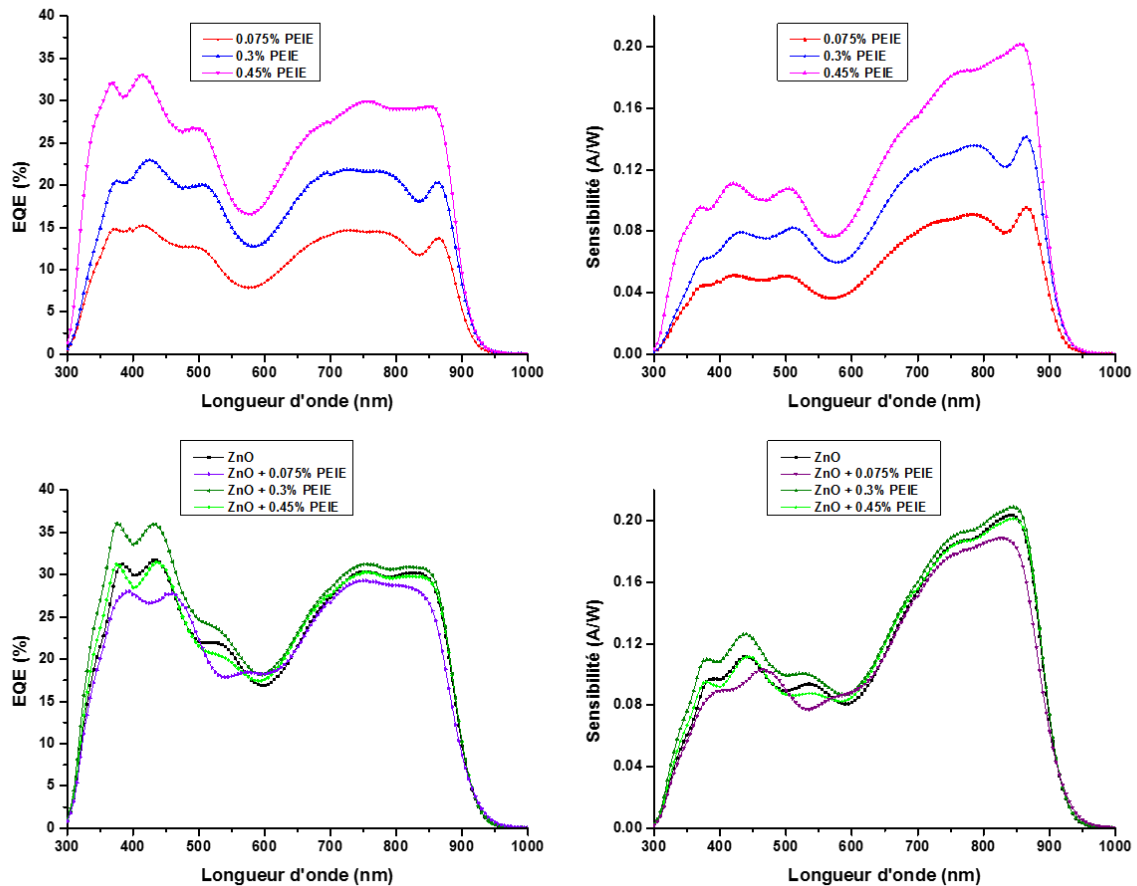 40
35
30
25
20
15
10
5
0
EQE (%)
0.075% PEIE
0.3% PEIE
0.45% PEIE
300 400 500 600 700 800 900 1000
Longueur d'onde (nm)
0.20
0.16
0.12
0.08
0.04
0.00
Sensibilité (A/W)
0.075% PEIE
0.3% PEIE
0.45% PEIE
300 400 500 600 700 800 900 1000
Longueur d'onde (nm)
40
35
30
25
20
15
10
5
0
EQE (%)
ZnO
ZnO + 0.075% PEIE
ZnO + 0.3% PEIE
ZnO + 0.45% PEIE
300 400 500 600 700 800 900 1000
Longueur d'onde (nm)
0.20
0.16
0.12
0.08
0.04
0.00
Sensibilité (A/W)
ZnO
ZnO + 0.075% PEIE
ZnO + 0.3% PEIE
ZnO + 0.45% PEIE
300 400 500 600 700 800 900 1000
Longueur d'onde (nm)